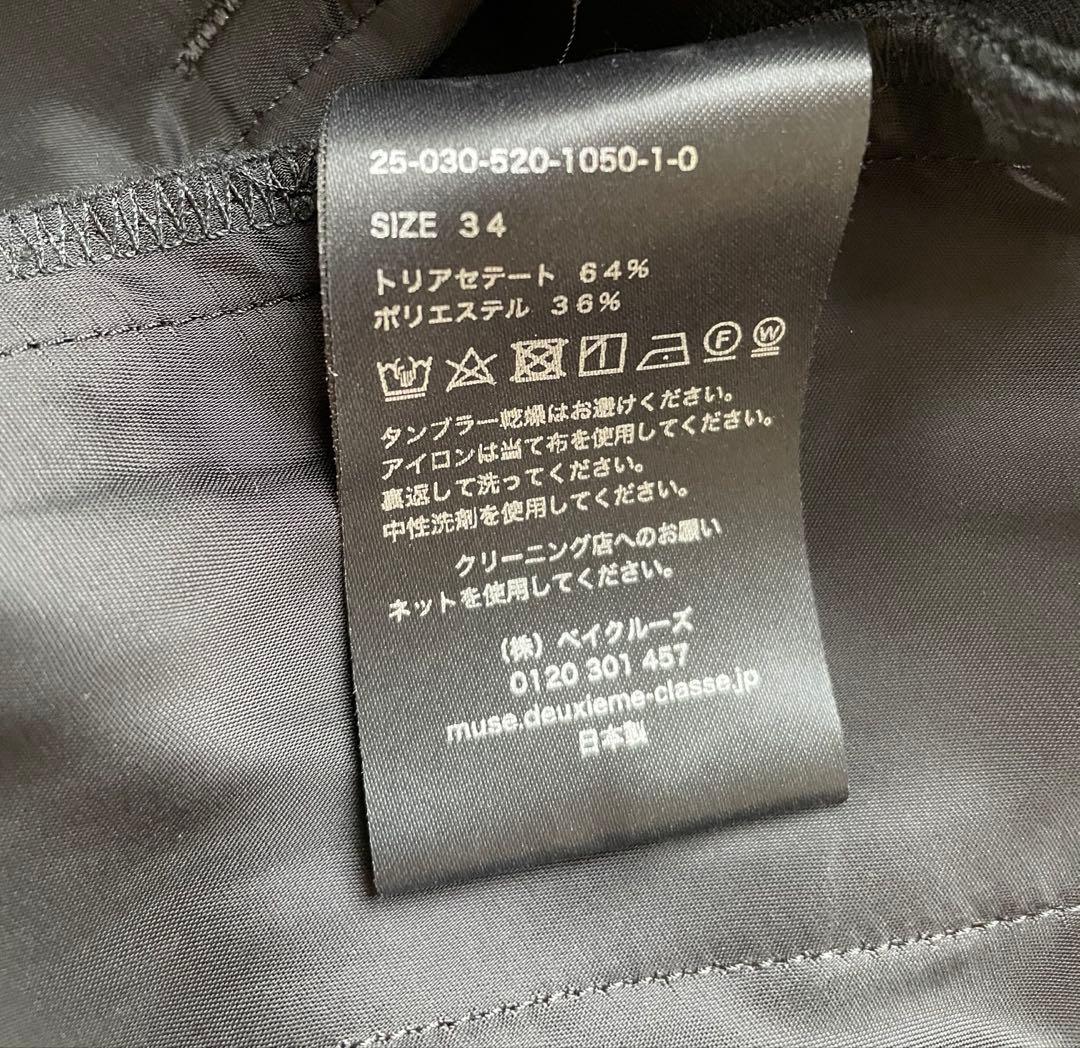 25-030-520-1050-1-0
SIZE 34
トリアセテート 64%
ポリエステル 36%
F W
タンブラー乾燥はお避けください。
アイロンは当て布を使用してください。
裏返して洗ってください。
中性洗剤を使用してください。
クリーニング店へのお願い
ネットを使用してください。
(株) ベイクルーズ
0120 301 457
muse.deuxieme-classe.jp
日本製